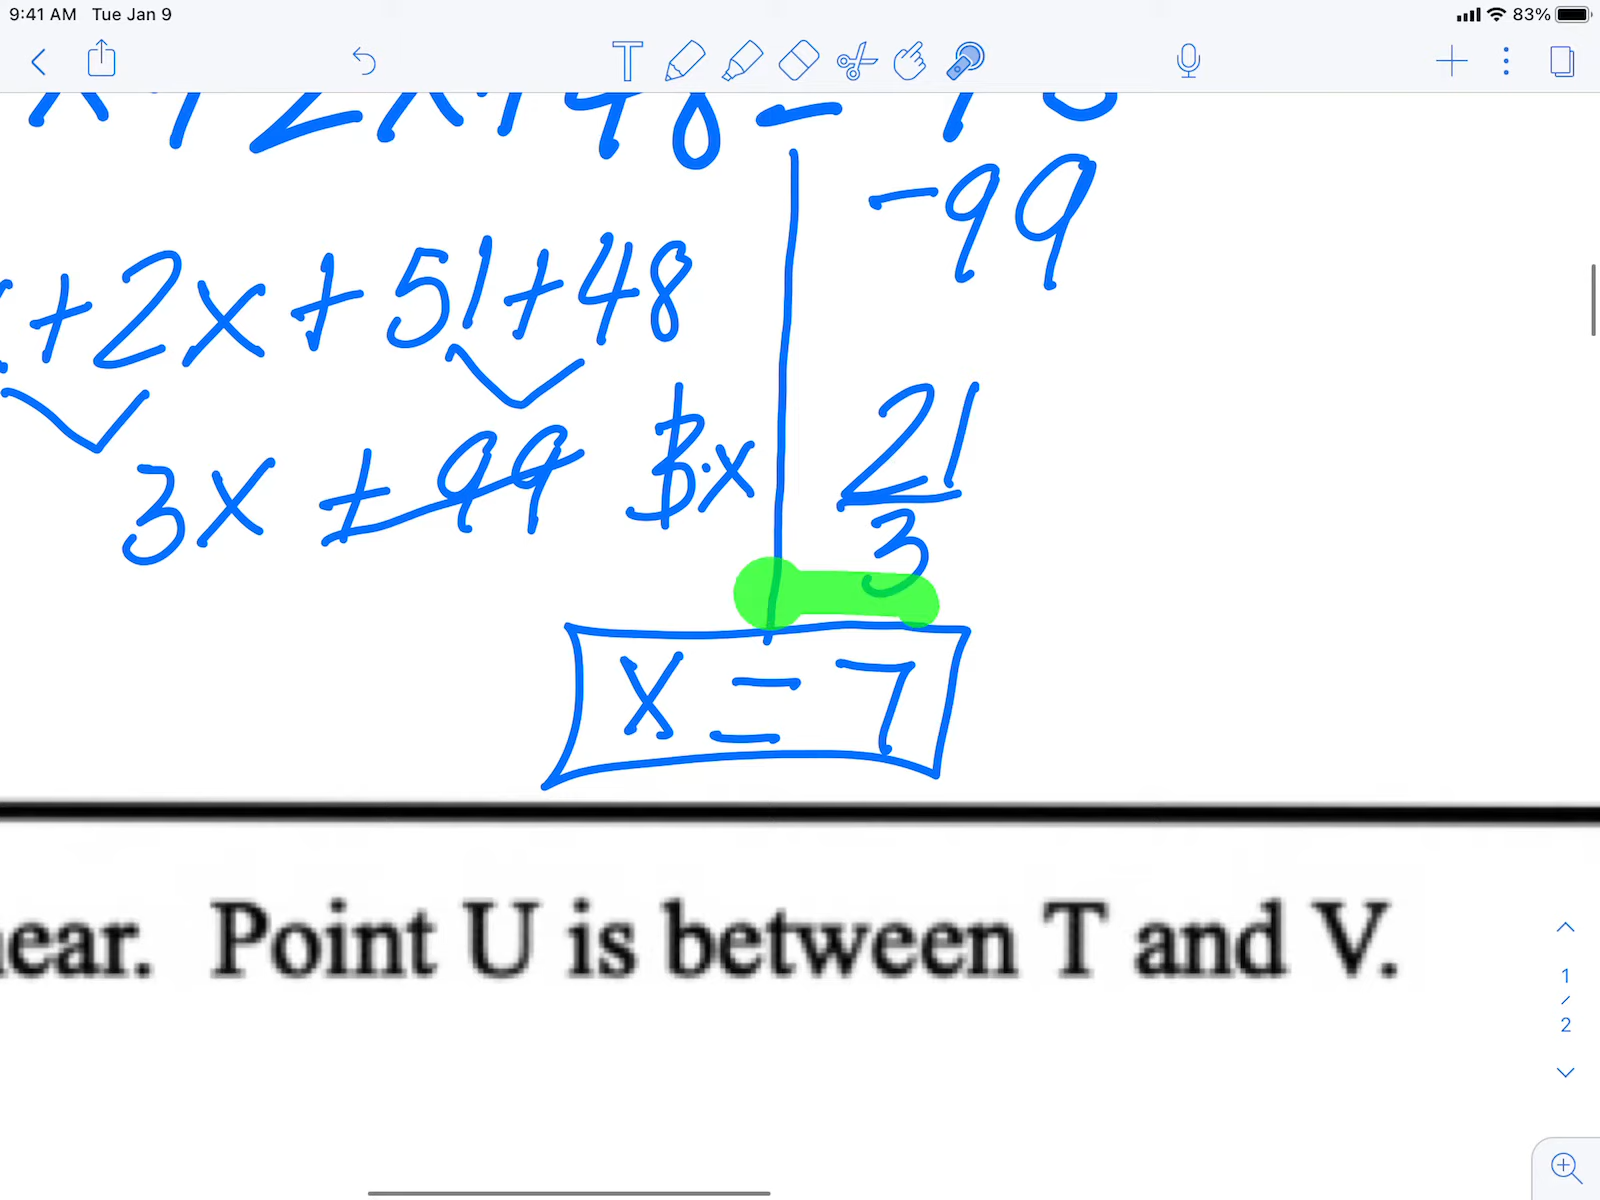 9:41 AM Tue Jan 9
83%
-99
+2x+51+48
3x +99 3·x
21
3
x=7
ear. Point U is between T and V.
1
/
2